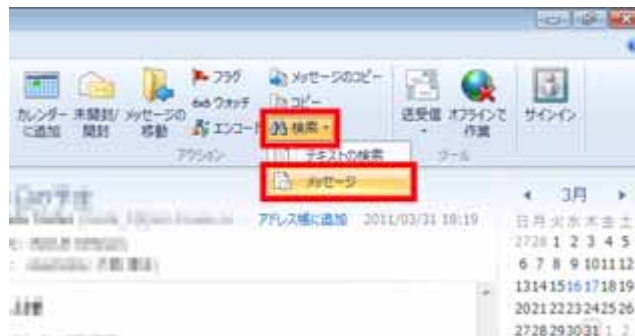 カレンダーに追加
未開封/開封
メッセージの移動
フラグ
ウォッチ
エンコード
メッセージのコピー
コピー
検索
テキストの検索
メッセージ
送受信
オフラインで作業
サインイン
アクション
ツール
アドレス帳に追加 2011/03/31 18:19
3月
日 月 火 水 木 金 土
27 28 1 2 3 4 5
6 7 8 9 10 11 12
13 14 15 16 17 18 19
20 21 22 23 24 25 26
27 28 29 30 31 1 2